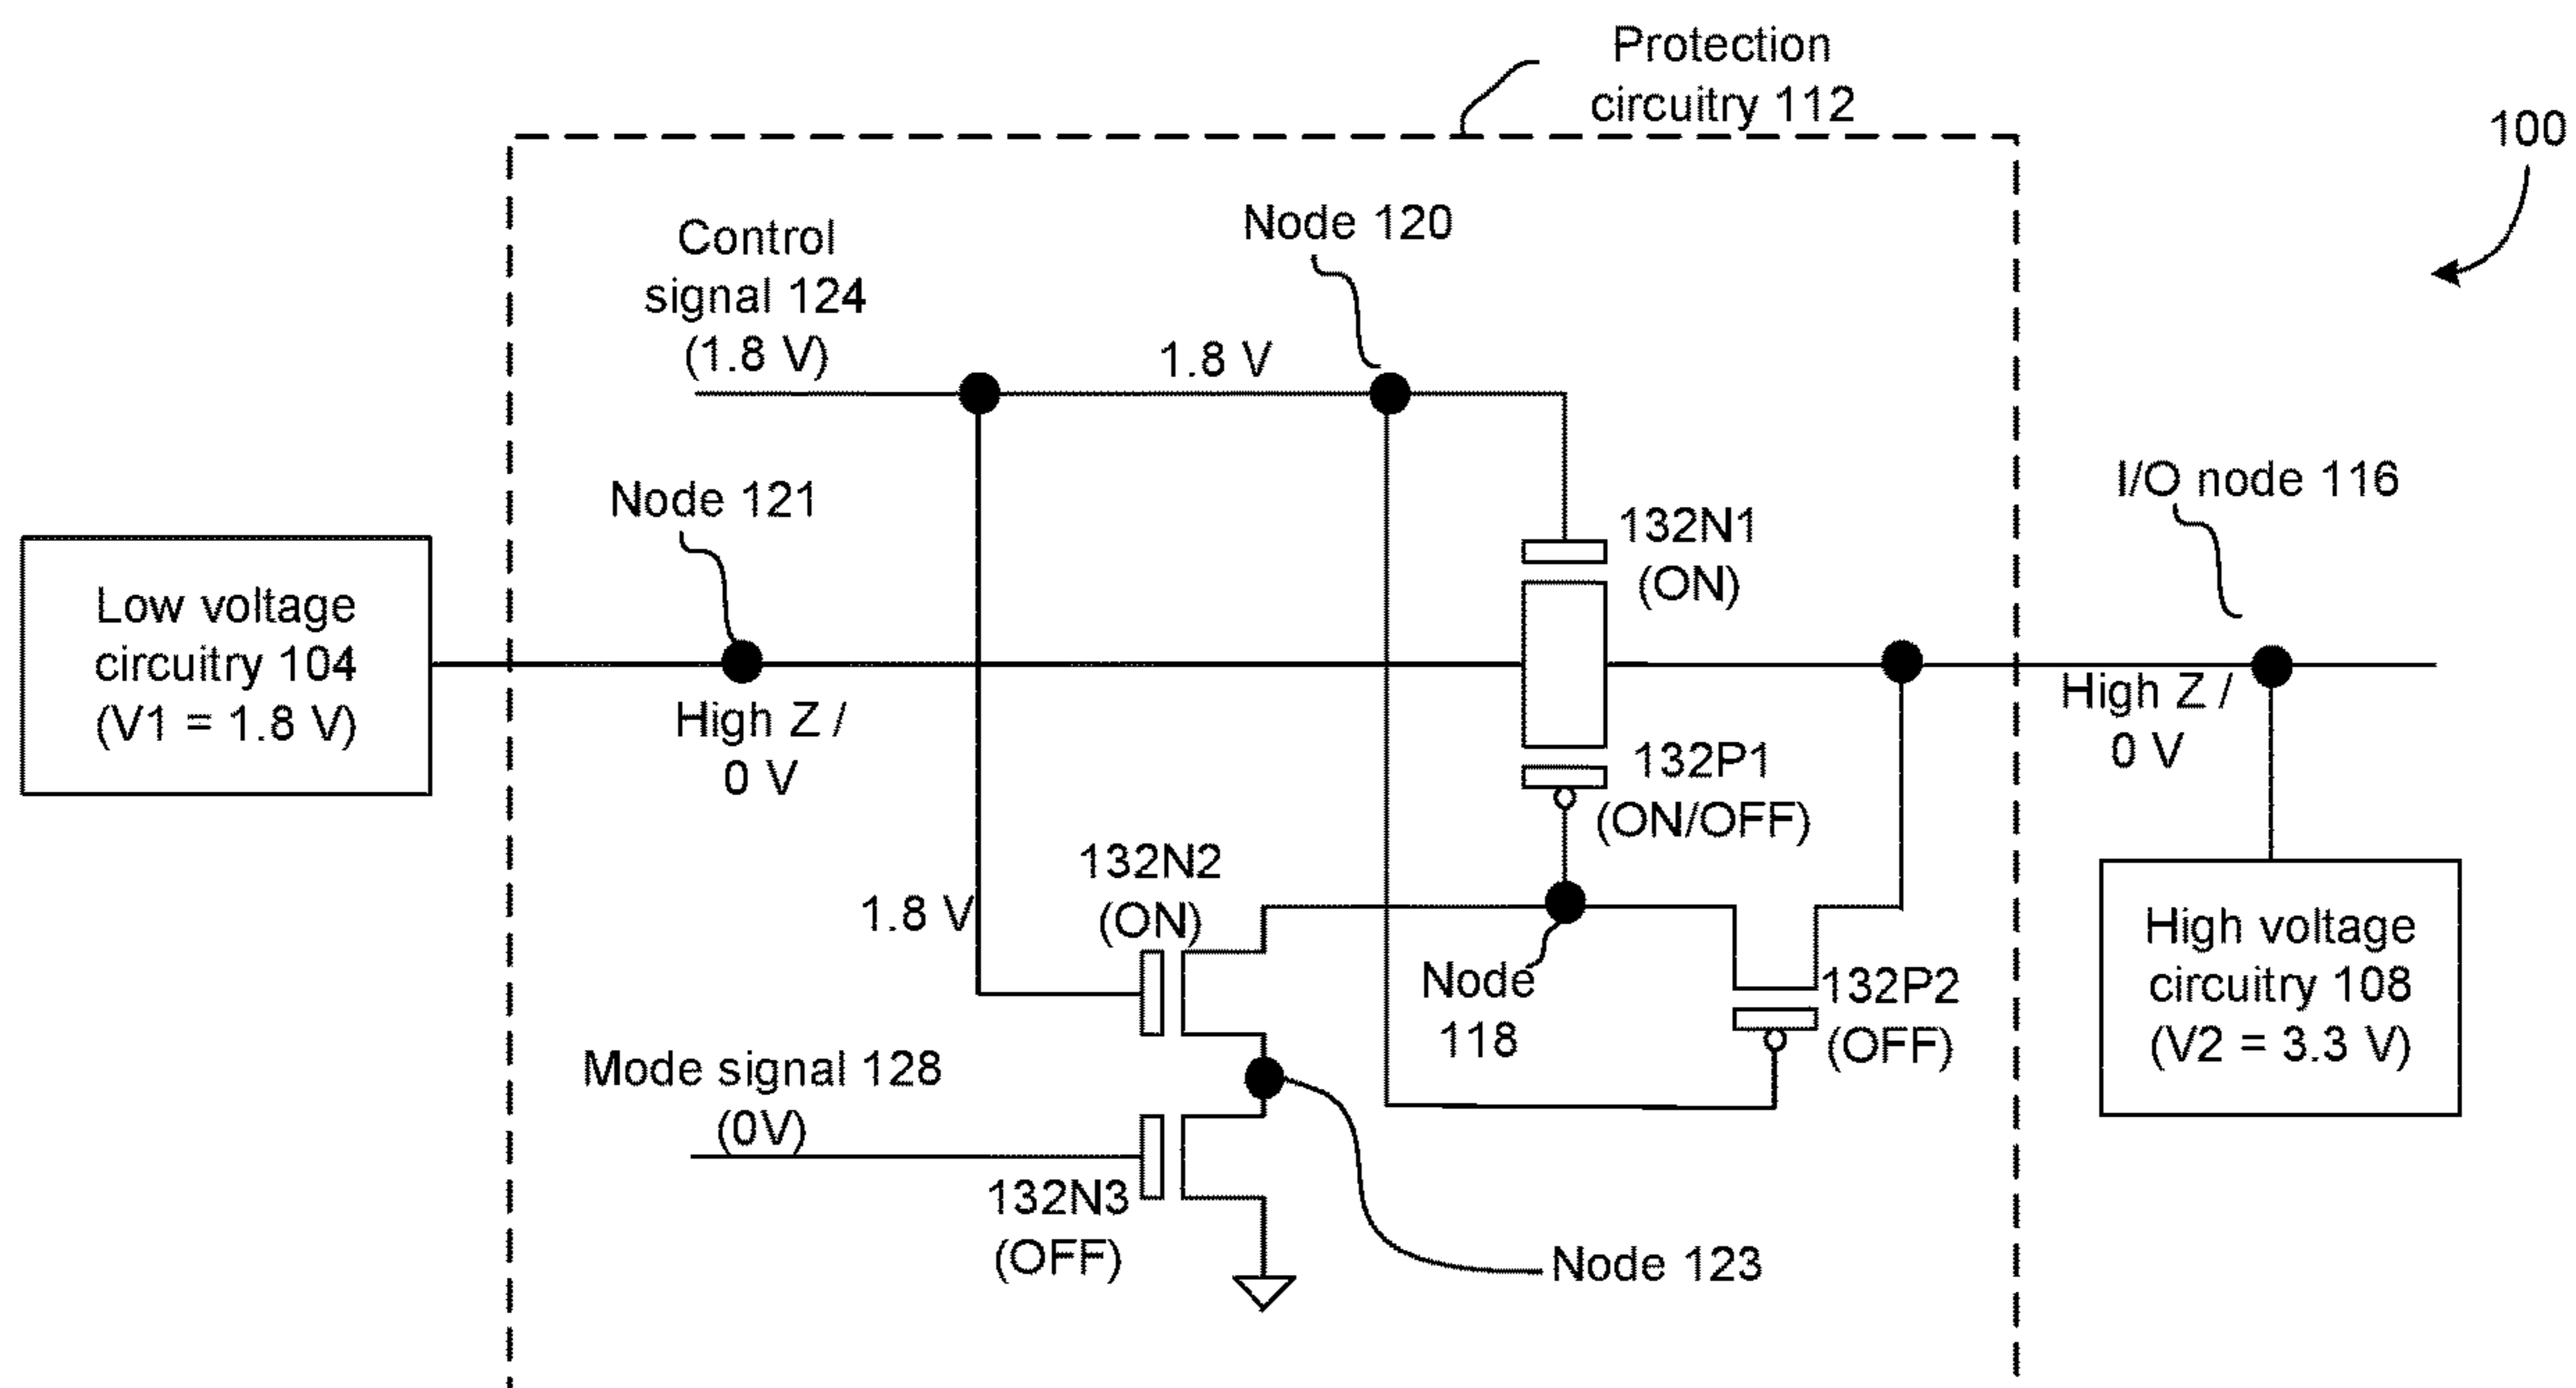 Protection
circuitry 112
100
Control
signal 124
(1.8 V)
Node 120
1.8 V
Node 121
I/O node 116
132N1
(ON)
Low voltage
circuitry 104
(V1 = 1.8 V)
High Z /
0 V
High Z /
0 V
132P1
(ON/OFF)
132N2
(ON)
1.8 V
Node
118
132P2
(OFF)
High voltage
circuitry 108
(V2 = 3.3 V)
Mode signal 128
(0V)
132N3
(OFF)
Node 123